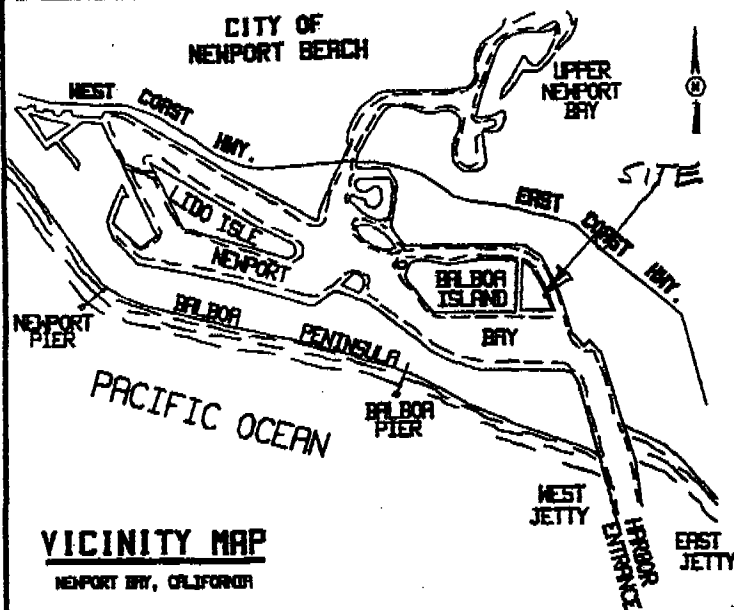 CITY OF
NEWPORT BEACH
UPPER
NEWPORT
BAY
N
WEST COAST HWY.
SITE
EAST COAST HWY.
LIDO ISLE
NEWPORT
BALBOA
ISLAND
BAY
NEWPORT
PIER
BALBOA PENINSULA
BALBOA
PIER
PACIFIC OCEAN
WEST
JETTY
HARBOR
ENTRANCE
EAST
JETTY
VICINITY MAP
NEWPORT BAY, CALIFORNIA